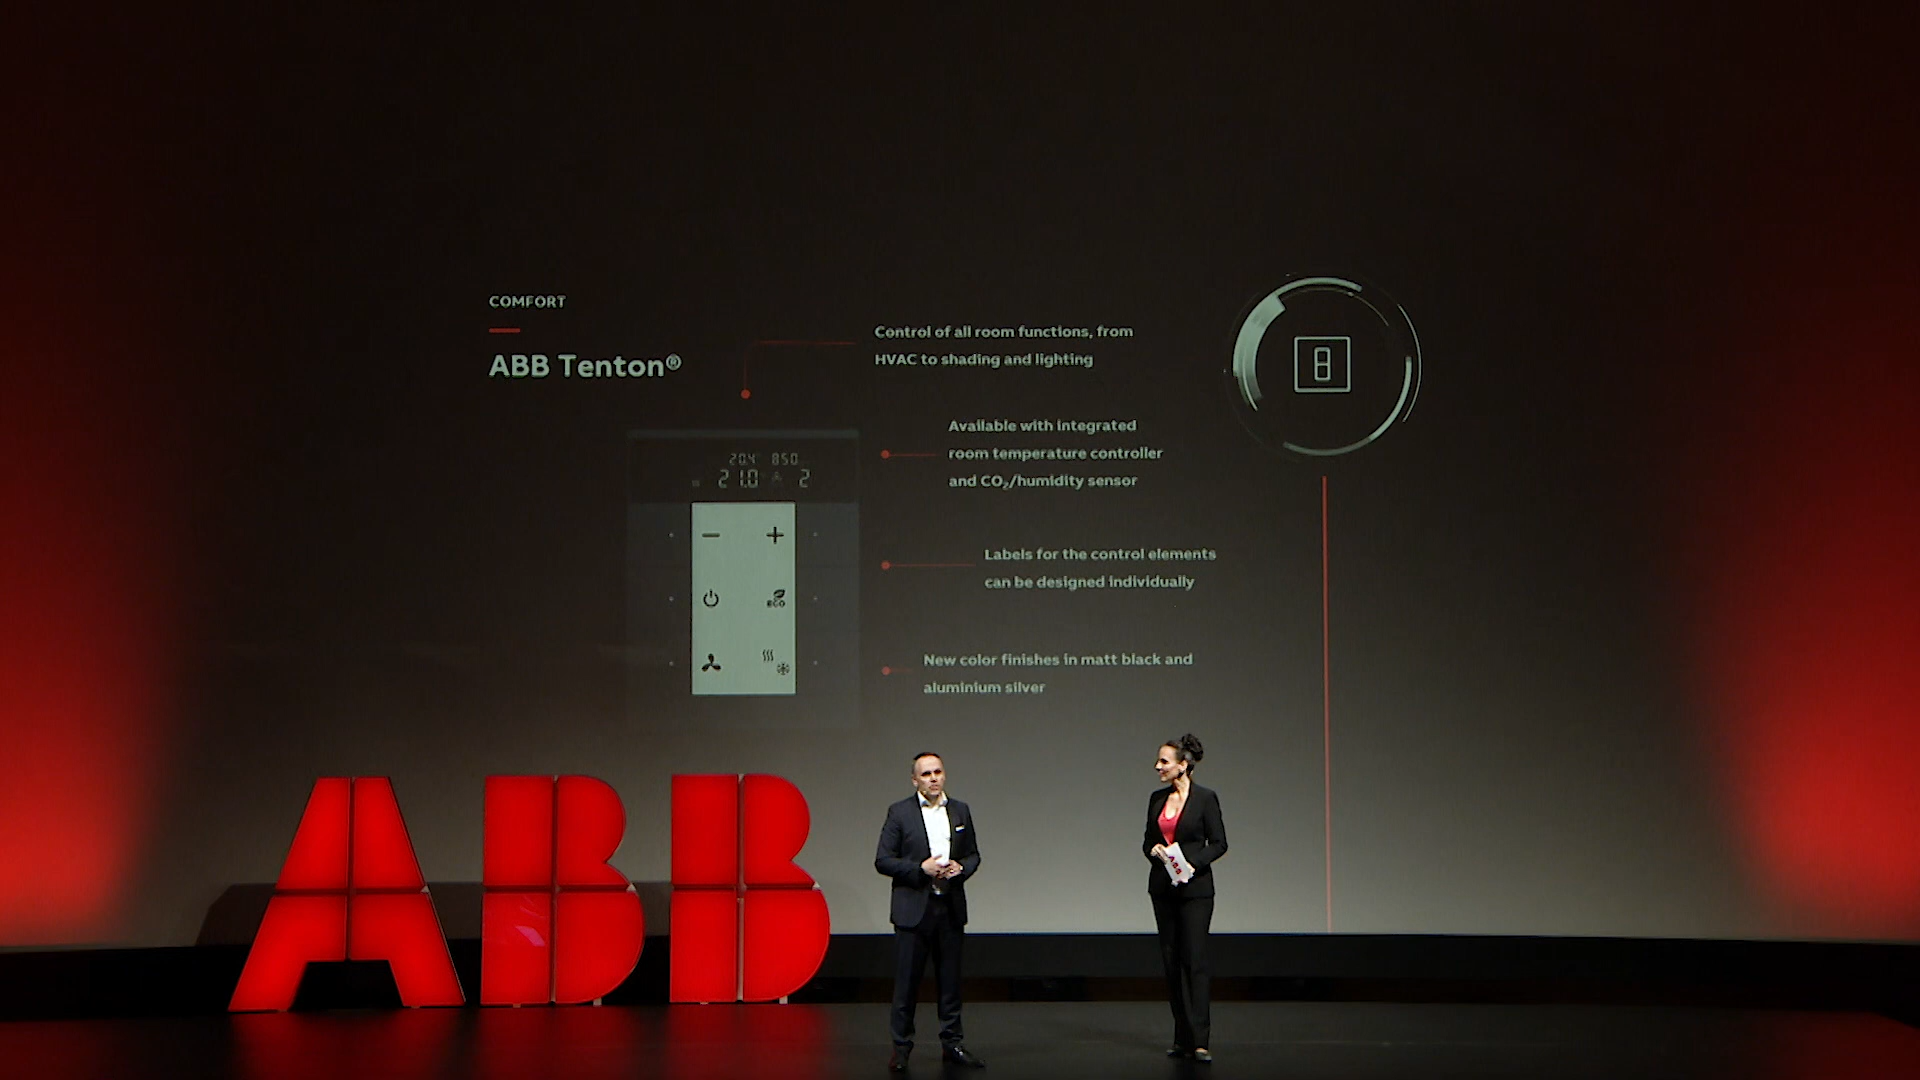 COMFORT
ABB Tenton®
Control of all room functions, from
HVAC to shading and lighting
Available with integrated
room temperature controller
and CO₂/humidity sensor
20.4° 850
21.0° 2
− +
ECO
Labels for the control elements
can be designed individually
New color finishes in matt black and
aluminium silver
ABB
ABB